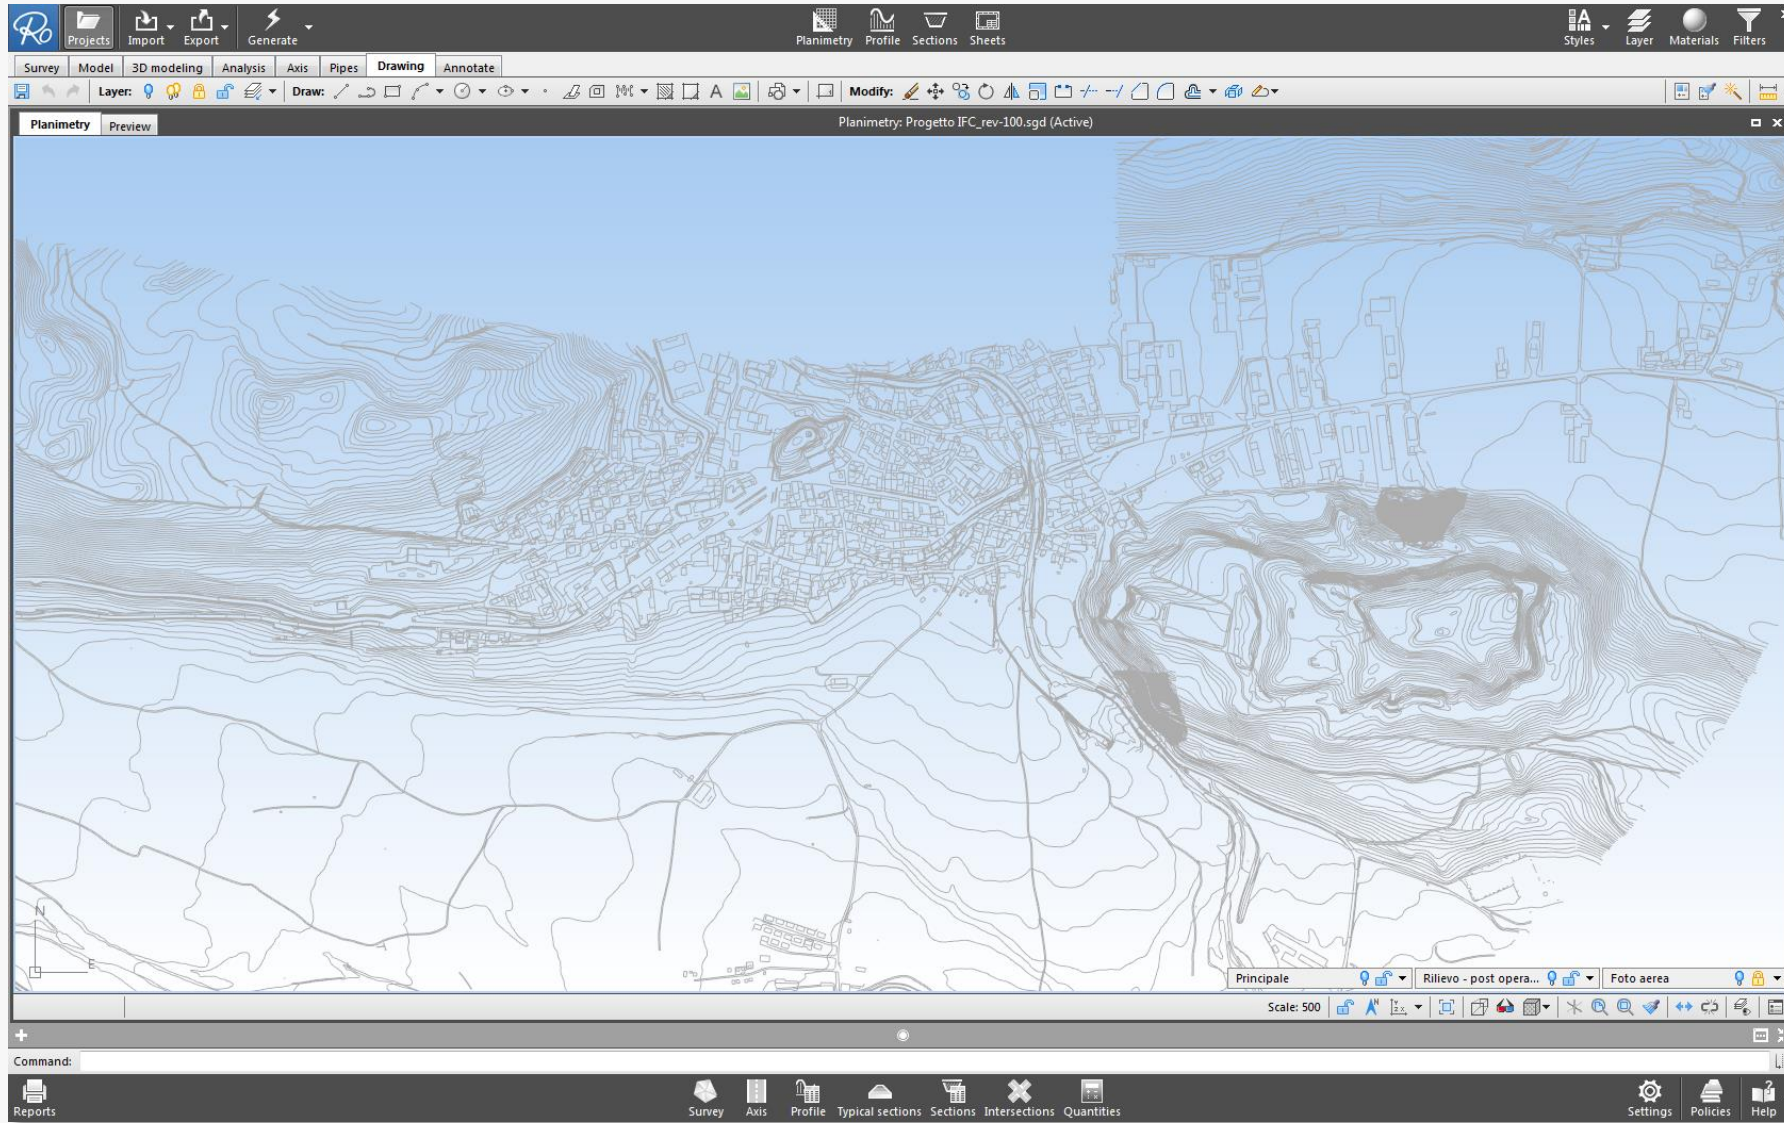 Ro Projects Import Export Generate Planimetry Profile Sections Sheets Styles Layer Materials Filters
Survey Model 3D modeling Analysis Axis Pipes Drawing Annotate
Layer: Draw: A Modify:
Planimetry Preview Planimetry: Progetto IFC_rev-100.sgd (Active)
N
E
Principale Rilievo - post opera... Foto aerea
Scale: 500
Command:
Reports Survey Axis Profile Typical sections Sections Intersections Quantities Settings Policies Help